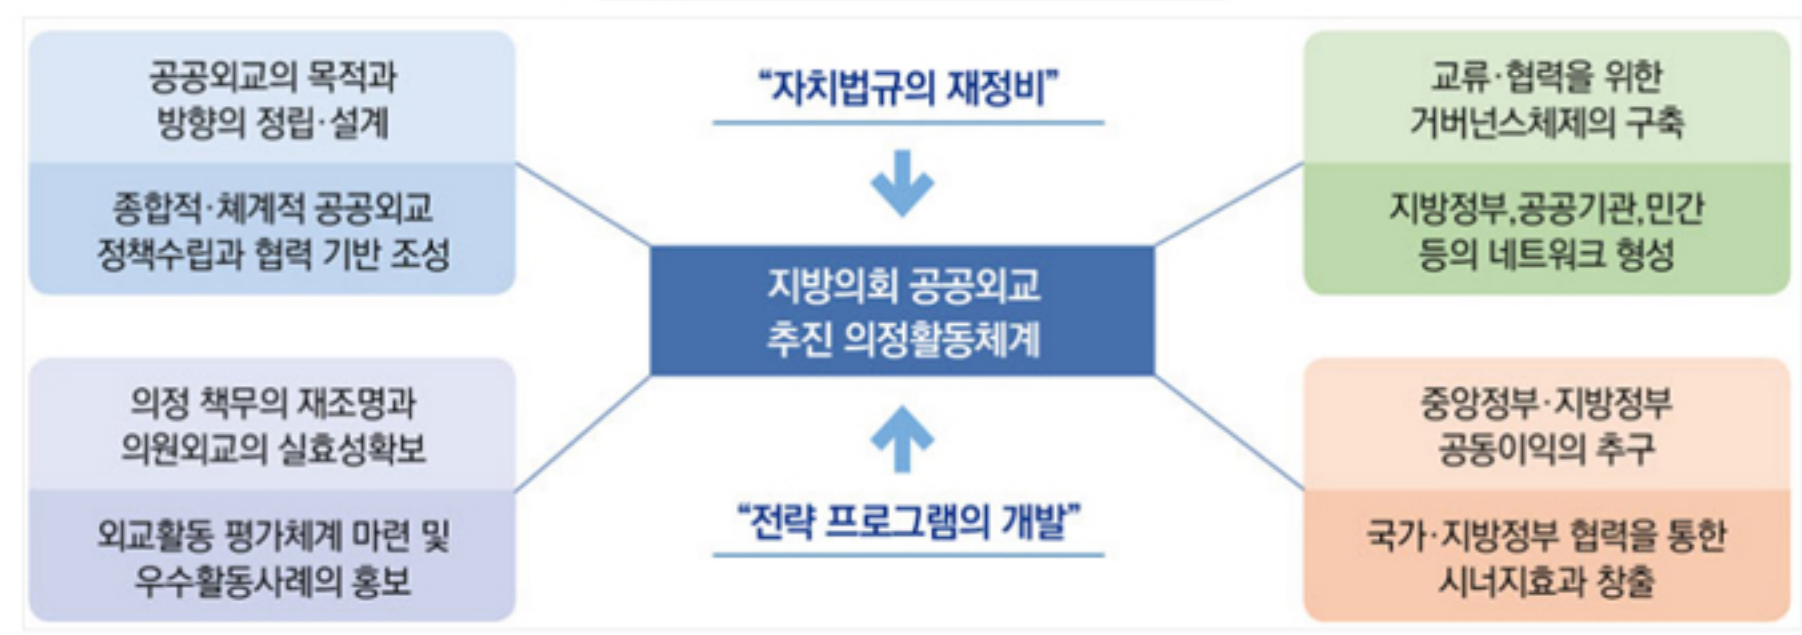 공공외교의 목적과
방향의 정립·설계
종합적·체계적 공공외교
정책수립과 협력 기반 조성
“자치법규의 재정비”
교류·협력을 위한
거버넌스체제의 구축
지방정부,공공기관,민간
등의 네트워크 형성
지방의회 공공외교
추진 의정활동체계
의정 책무의 재조명과
의원외교의 실효성확보
외교활동 평가체계 마련 및
우수활동사례의 홍보
“전략 프로그램의 개발”
중앙정부·지방정부
공동이익의 추구
국가·지방정부 협력을 통한
시너지효과 창출